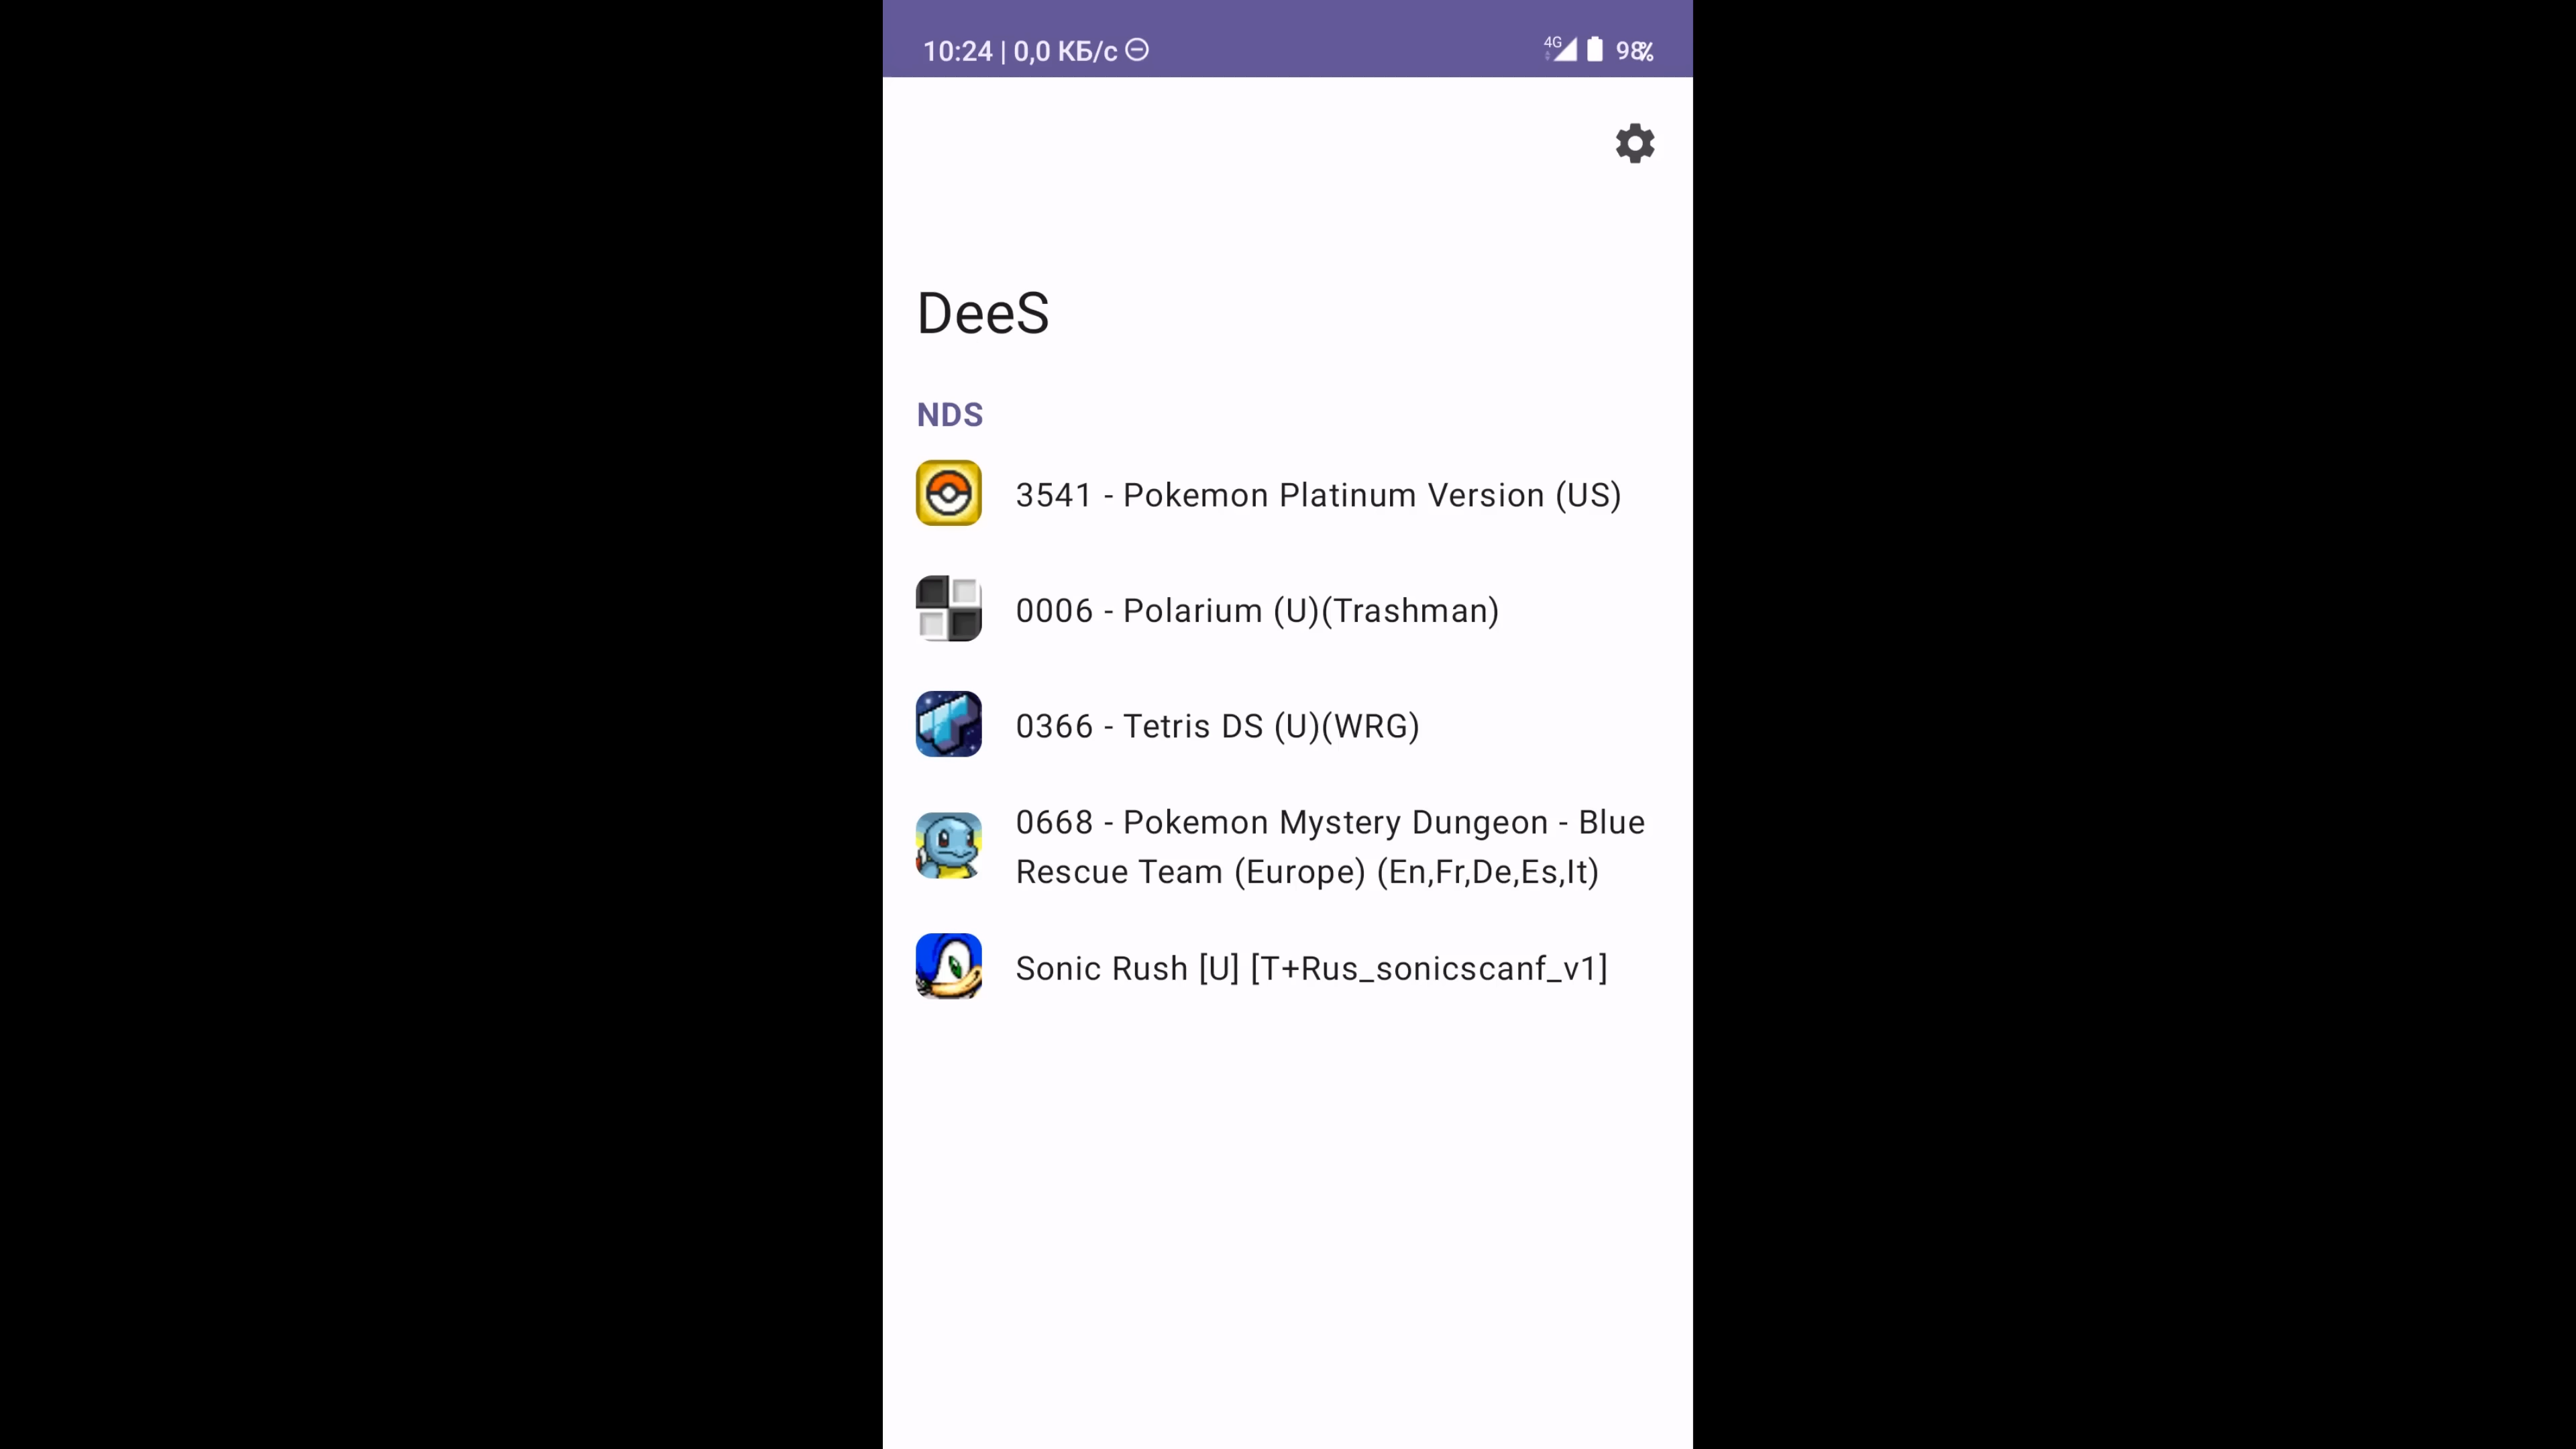 10:24 | 0,0 КБ/с
4G 98%
DeeS
NDS
3541 - Pokemon Platinum Version (US)
0006 - Polarium (U)(Trashman)
0366 - Tetris DS (U)(WRG)
0668 - Pokemon Mystery Dungeon - Blue
Rescue Team (Europe) (En,Fr,De,Es,It)
Sonic Rush [U] [T+Rus_sonicscanf_v1]